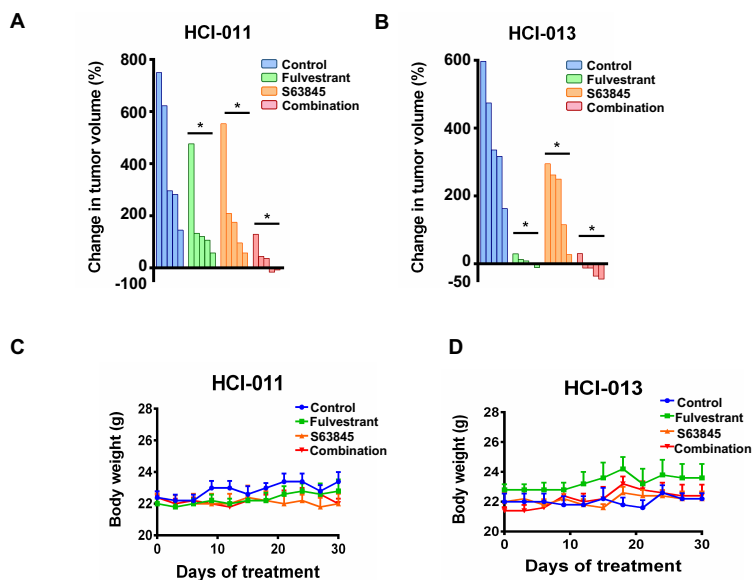 A
HCI-011
Change in tumor volume (%)
800
600
400
200
0
-100
Control
Fulvestrant
S63845
Combination
*
*
*
B
HCI-013
Change in tumor volume (%)
600
400
200
0
-50
Control
Fulvestrant
S63845
Combination
*
*
*
C
HCI-011
Body weight (g)
28
26
24
22
20
0
10
20
30
Days of treatment
Control
Fulvestrant
S63845
Combination
D
HCI-013
Body weight (g)
28
26
24
22
20
0
10
20
30
Days of treatment
Control
Fulvestrant
S63845
Combination